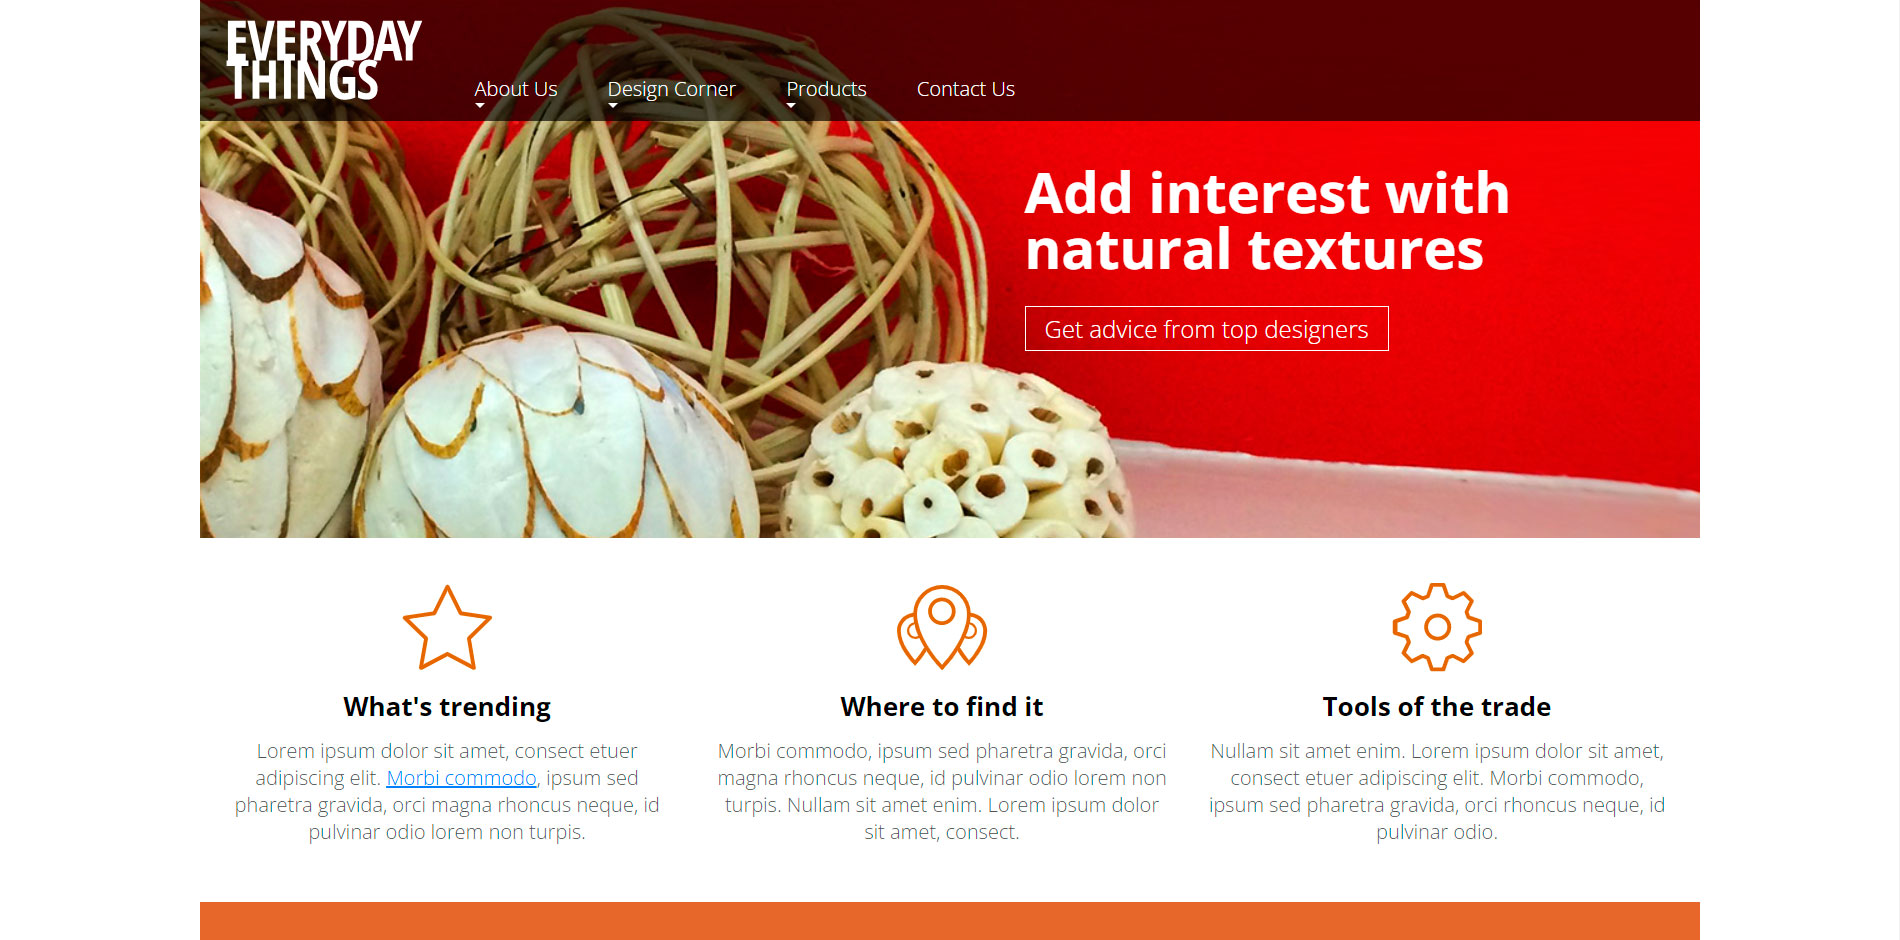 EVERYDAY
THINGS
About Us
Design Corner
Products
Contact Us
Add interest with
natural textures
Get advice from top designers
What's trending
Lorem ipsum dolor sit amet, consect etuer
adipiscing elit. Morbi commodo, ipsum sed
pharetra gravida, orci magna rhoncus neque, id
pulvinar odio lorem non turpis.
Where to find it
Morbi commodo, ipsum sed pharetra gravida, orci
magna rhoncus neque, id pulvinar odio lorem non
turpis. Nullam sit amet enim. Lorem ipsum dolor
sit amet, consect.
Tools of the trade
Nullam sit amet enim. Lorem ipsum dolor sit amet,
consect etuer adipiscing elit. Morbi commodo,
ipsum sed pharetra gravida, orci rhoncus neque, id
pulvinar odio.